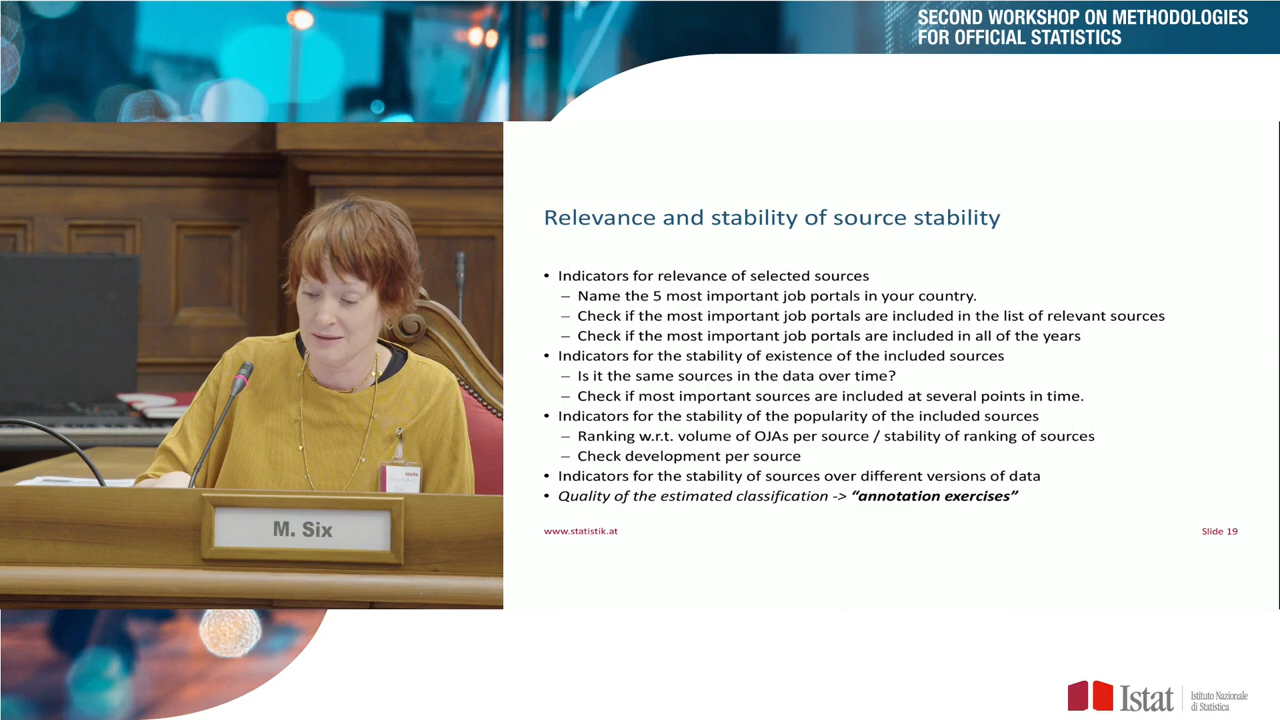 SECOND WORKSHOP ON METHODOLOGIES
FOR OFFICIAL STATISTICS
Relevance and stability of source stability
• Indicators for relevance of selected sources
– Name the 5 most important job portals in your country.
– Check if the most important job portals are included in the list of relevant sources
– Check if the most important job portals are included in all of the years
• Indicators for the stability of existence of the included sources
– Is it the same sources in the data over time?
– Check if most important sources are included at several points in time.
• Indicators for the stability of the popularity of the included sources
– Ranking w.r.t. volume of OJAs per source / stability of ranking of sources
– Check development per source
• Indicators for the stability of sources over different versions of data
• Quality of the estimated classification -> “annotation exercises”
www.statistik.at
Slide 19
M. Six
Istat
Istituto Nazionale
di Statistica